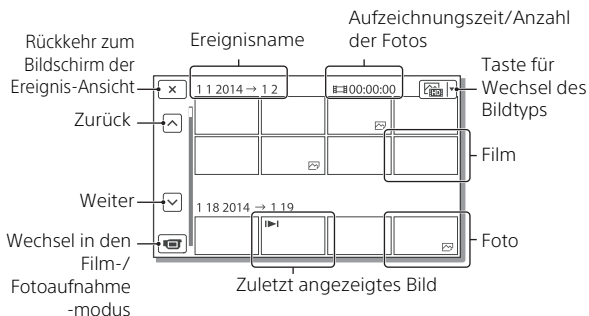 Aufzeichnungszeit/Anzahl
der Fotos
Ereignisname
Rückkehr zum
Bildschirm der
Ereignis-Ansicht
Taste für
Wechsel des
Bildtyps
1 1 2014 → 1 2
00:00:00
HD
Zurück
Film
Weiter
1 18 2014 → 1 19
Wechsel in den
Film-/
Fotoaufnahme
-modus
Foto
Zuletzt angezeigtes Bild